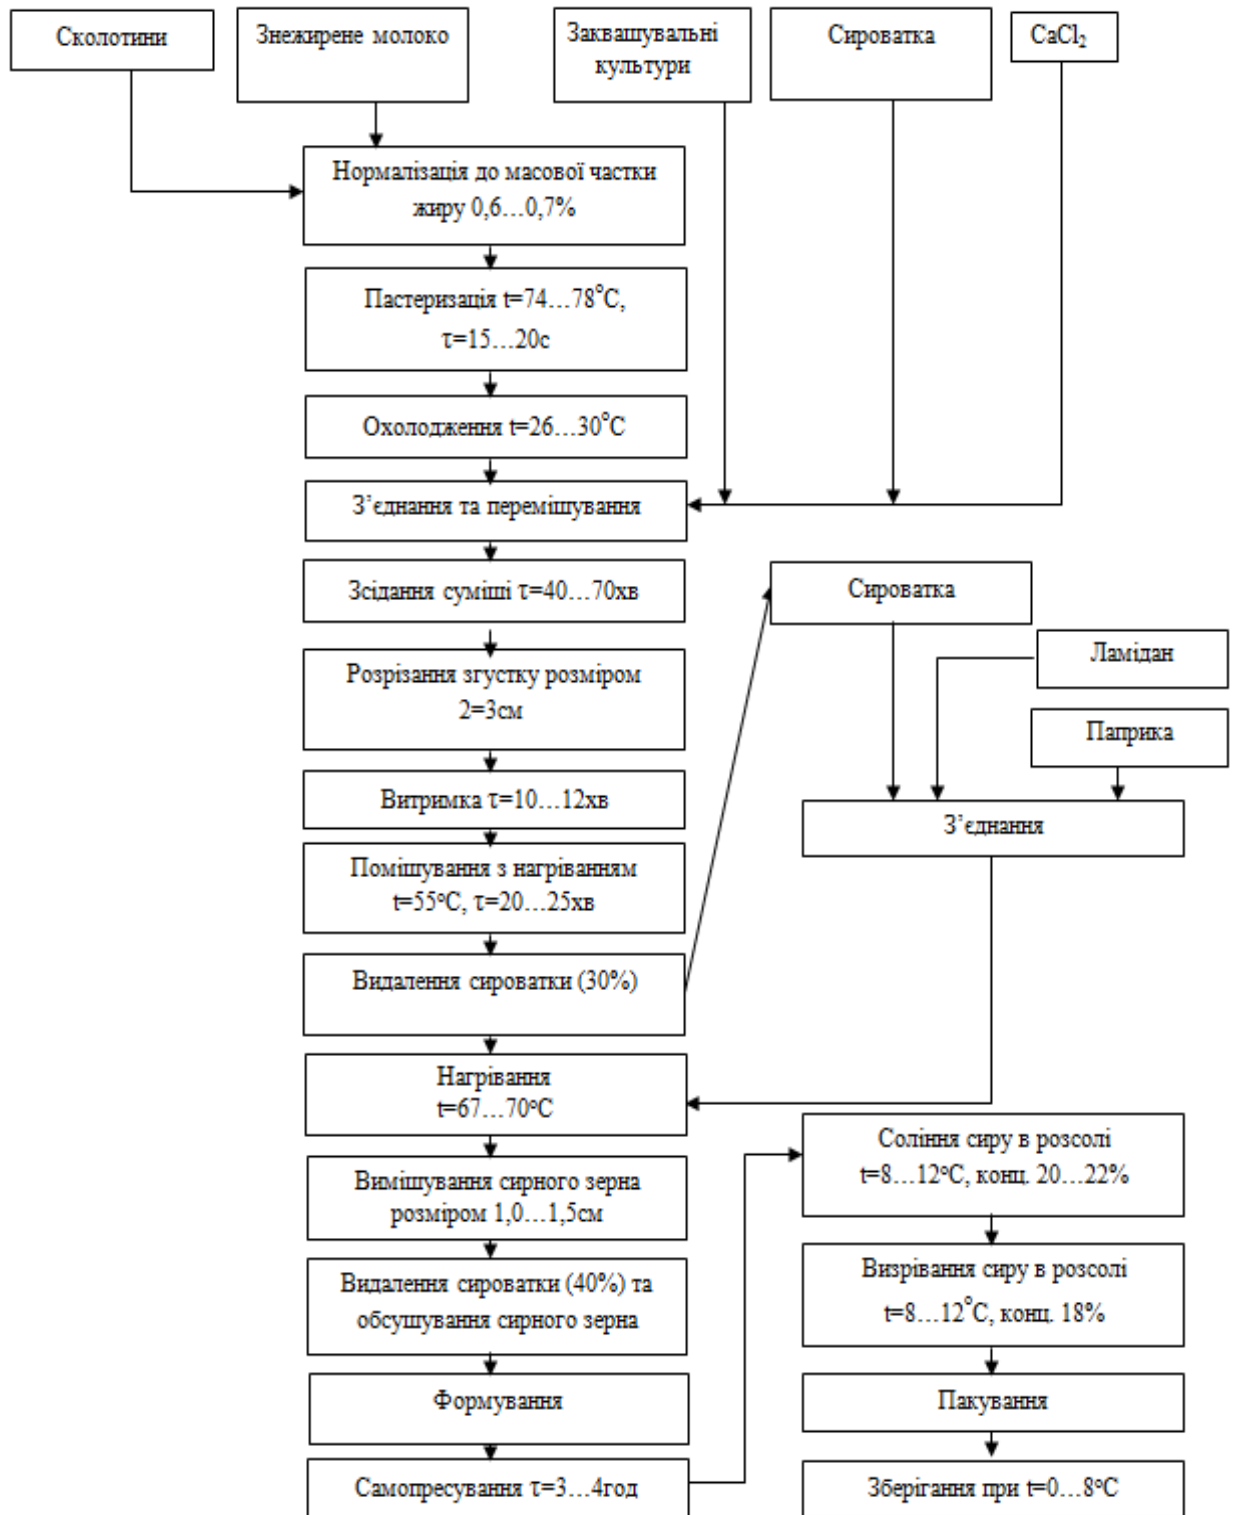 Сколотини
Знежирене молоко
Заквашувальні
культури
Сироватка
CaCl₂
Нормалізація до масової частки
жиру 0,6…0,7%
Пастеризація t=74…78°C,
τ=15…20с
Охолодження t=26…30°C
З’єднання та перемішування
Зсідання суміші τ=40…70хв
Розрізання згустку розміром
2=3см
Витримка τ=10…12хв
Помішування з нагріванням
t=55°C, τ=20…25хв
Видалення сироватки (30%)
Сироватка
Ламідан
Паприка
З’єднання
Нагрівання
t=67…70°C
Вимішування сирного зерна
розміром 1,0…1,5см
Видалення сироватки (40%) та
обсушування сирного зерна
Формування
Самопресування τ=3…4год
Соління сиру в розсолі
t=8…12°C, конц. 20…22%
Визрівання сиру в розсолі
t=8…12°C, конц. 18%
Пакування
Зберігання при t=0…8°C